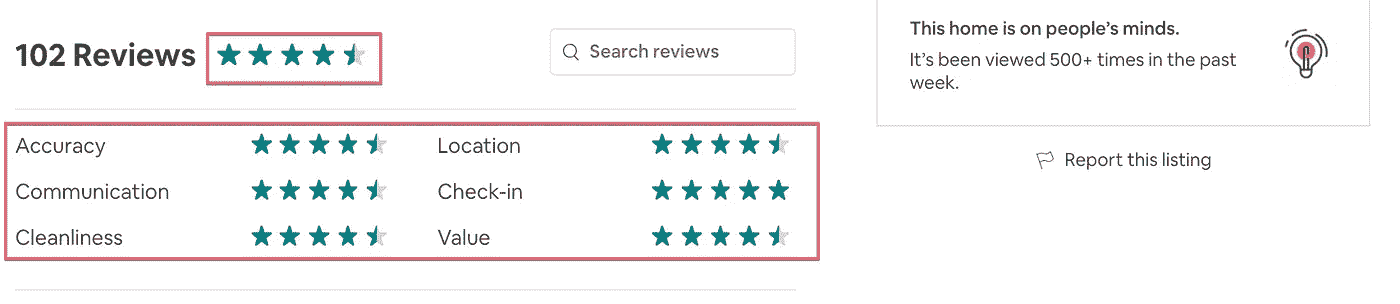 102 Reviews
Search reviews
Accuracy
Location
Communication
Check-in
Cleanliness
Value
This home is on people's minds.
It's been viewed 500+ times in the past
week.
Report this listing